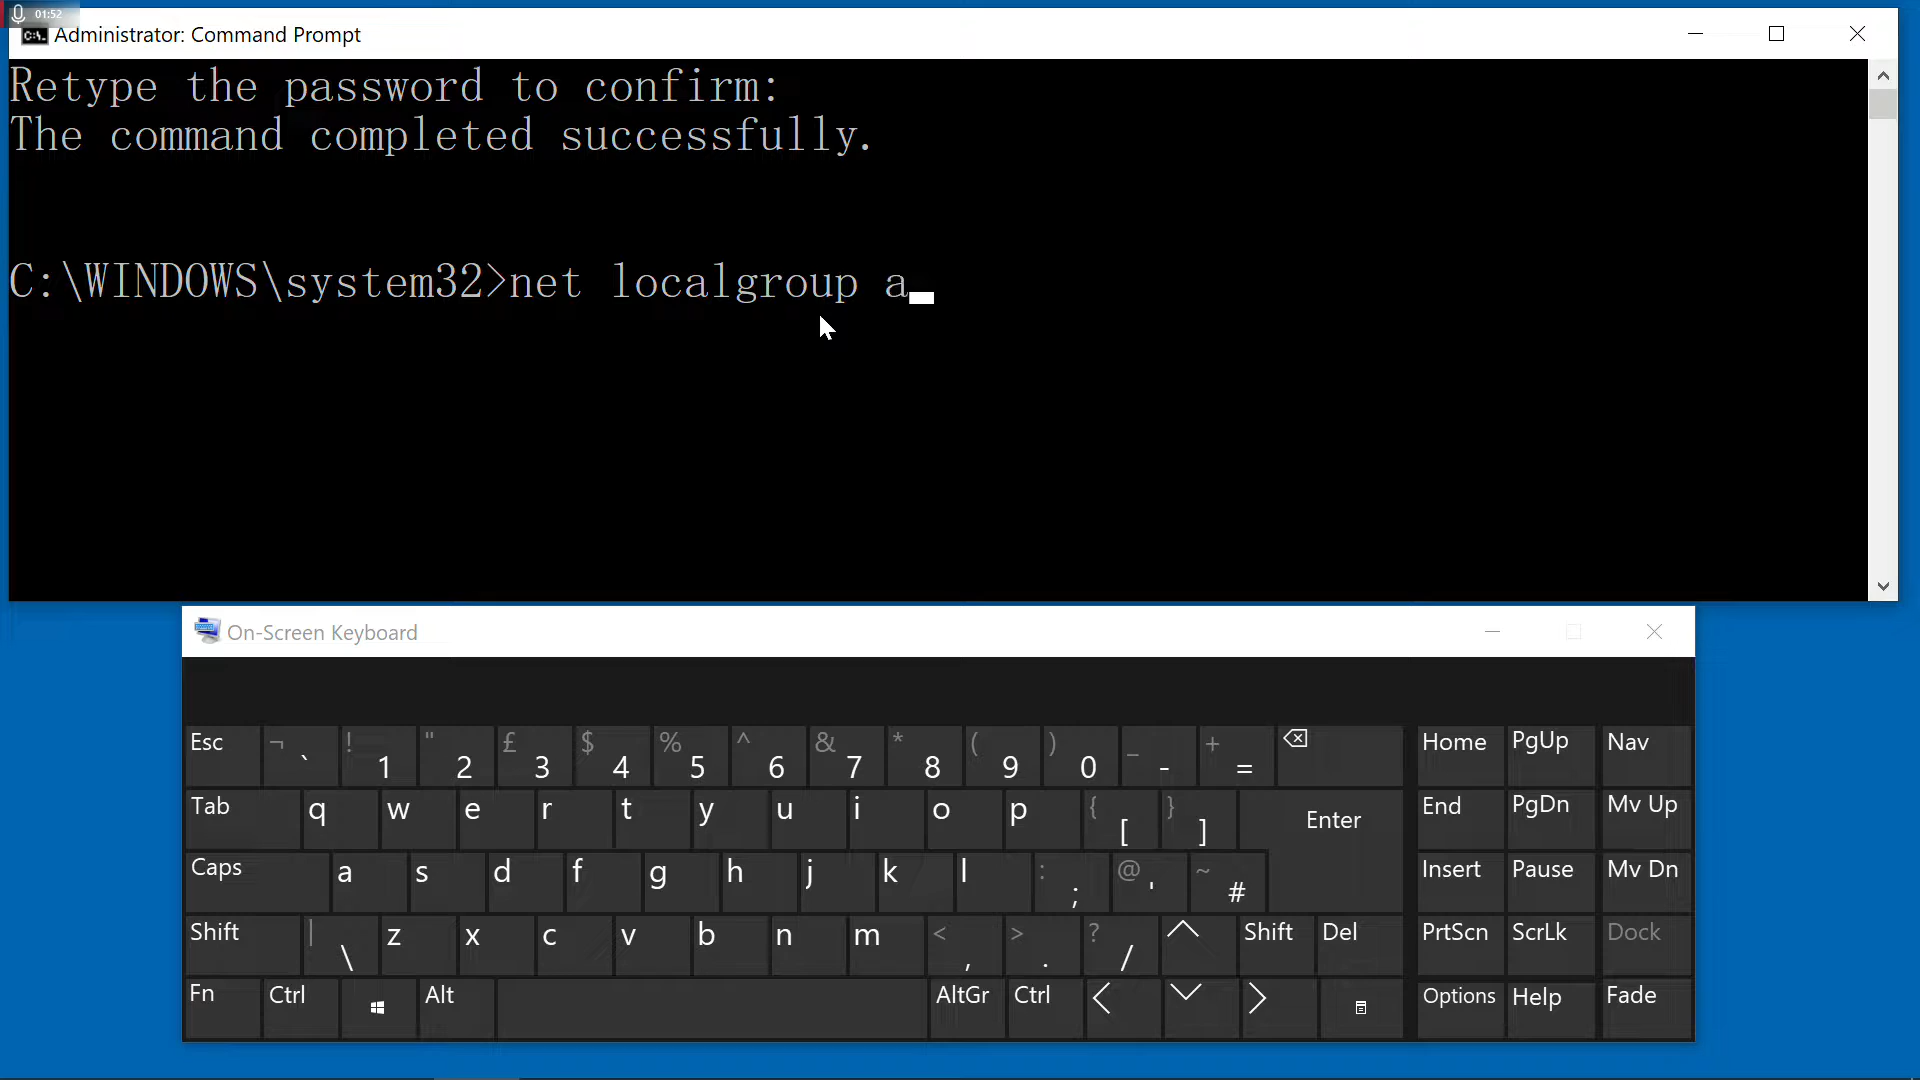 01:52
Administrator: Command Prompt
Retype the password to confirm:
The command completed successfully.
C:\WINDOWS\system32>net localgroup a
On-Screen Keyboard
Esc ¬ ` ! 1 " 2 £ 3 $ 4 % 5 ^ 6 & 7 * 8 ( 9 ) 0 _ - + = Home PgUp Nav
Tab q w e r t y u i o p { [ } ] Enter End PgDn Mv Up
Caps a s d f g h j k l : ; @ ' ~ # Insert Pause Mv Dn
Shift | \ z x c v b n m < , > . ? / Shift Del PrtScn ScrLk Dock
Fn Ctrl Alt AltGr Ctrl Options Help Fade